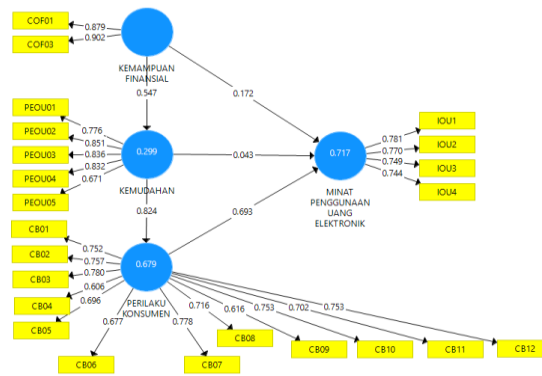 COF01
0.879
COF03
0.902
KEMAMPUAN
FINANSIAL
0.547
0.172
PEOU01
0.776
PEOU02
0.851
PEOU03
0.836
PEOU04
0.832
PEOU05
0.671
0.299
KEMUDAHAN
0.043
0.717
MINAT
PENGGUNAAN
UANG
ELEKTRONIK
0.781
IOU1
0.770
IOU2
0.749
IOU3
0.744
IOU4
0.824
0.693
CB01
0.752
CB02
0.757
CB03
0.780
CB04
0.606
CB05
0.696
0.679
PERILAKU
KONSUMEN
0.677
0.778
0.716
0.616
0.753
0.702
0.753
CB06
CB07
CB08
CB09
CB10
CB11
CB12